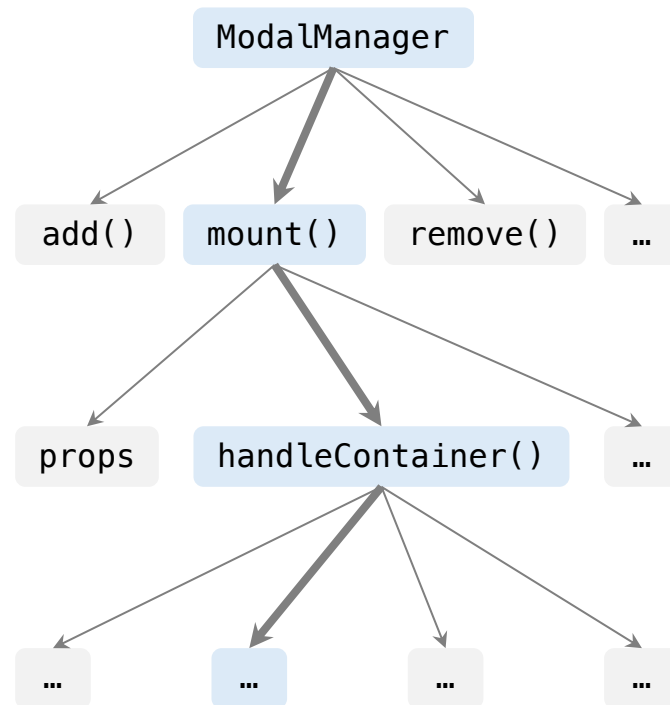 ModalManager
add() mount() remove() …
props handleContainer() …
… … … …